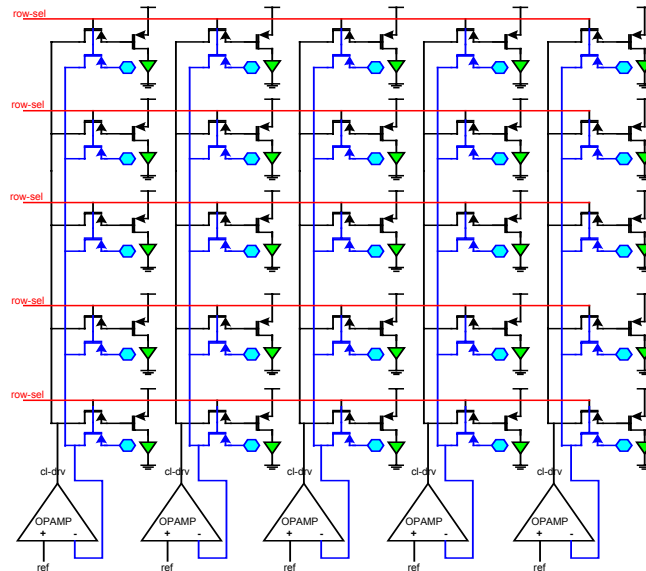 row-sel
row-sel
row-sel
row-sel
row-sel
cl-drv cl-drv cl-drv cl-drv cl-drv
OPAMP OPAMP OPAMP OPAMP OPAMP
+ - + - + - + - + -
ref ref ref ref ref